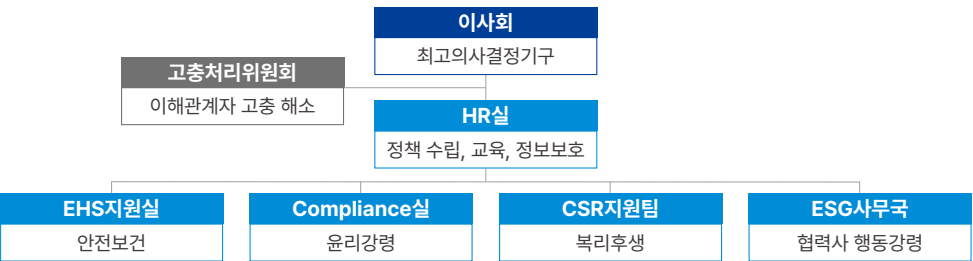 이사회
최고의사결정기구
고충처리위원회
이해관계자 고충 해소
HR실
정책 수립, 교육, 정보보호
EHS지원실
안전보건
Compliance실
윤리강령
CSR지원팀
복리후생
ESG사무국
협력사 행동강령